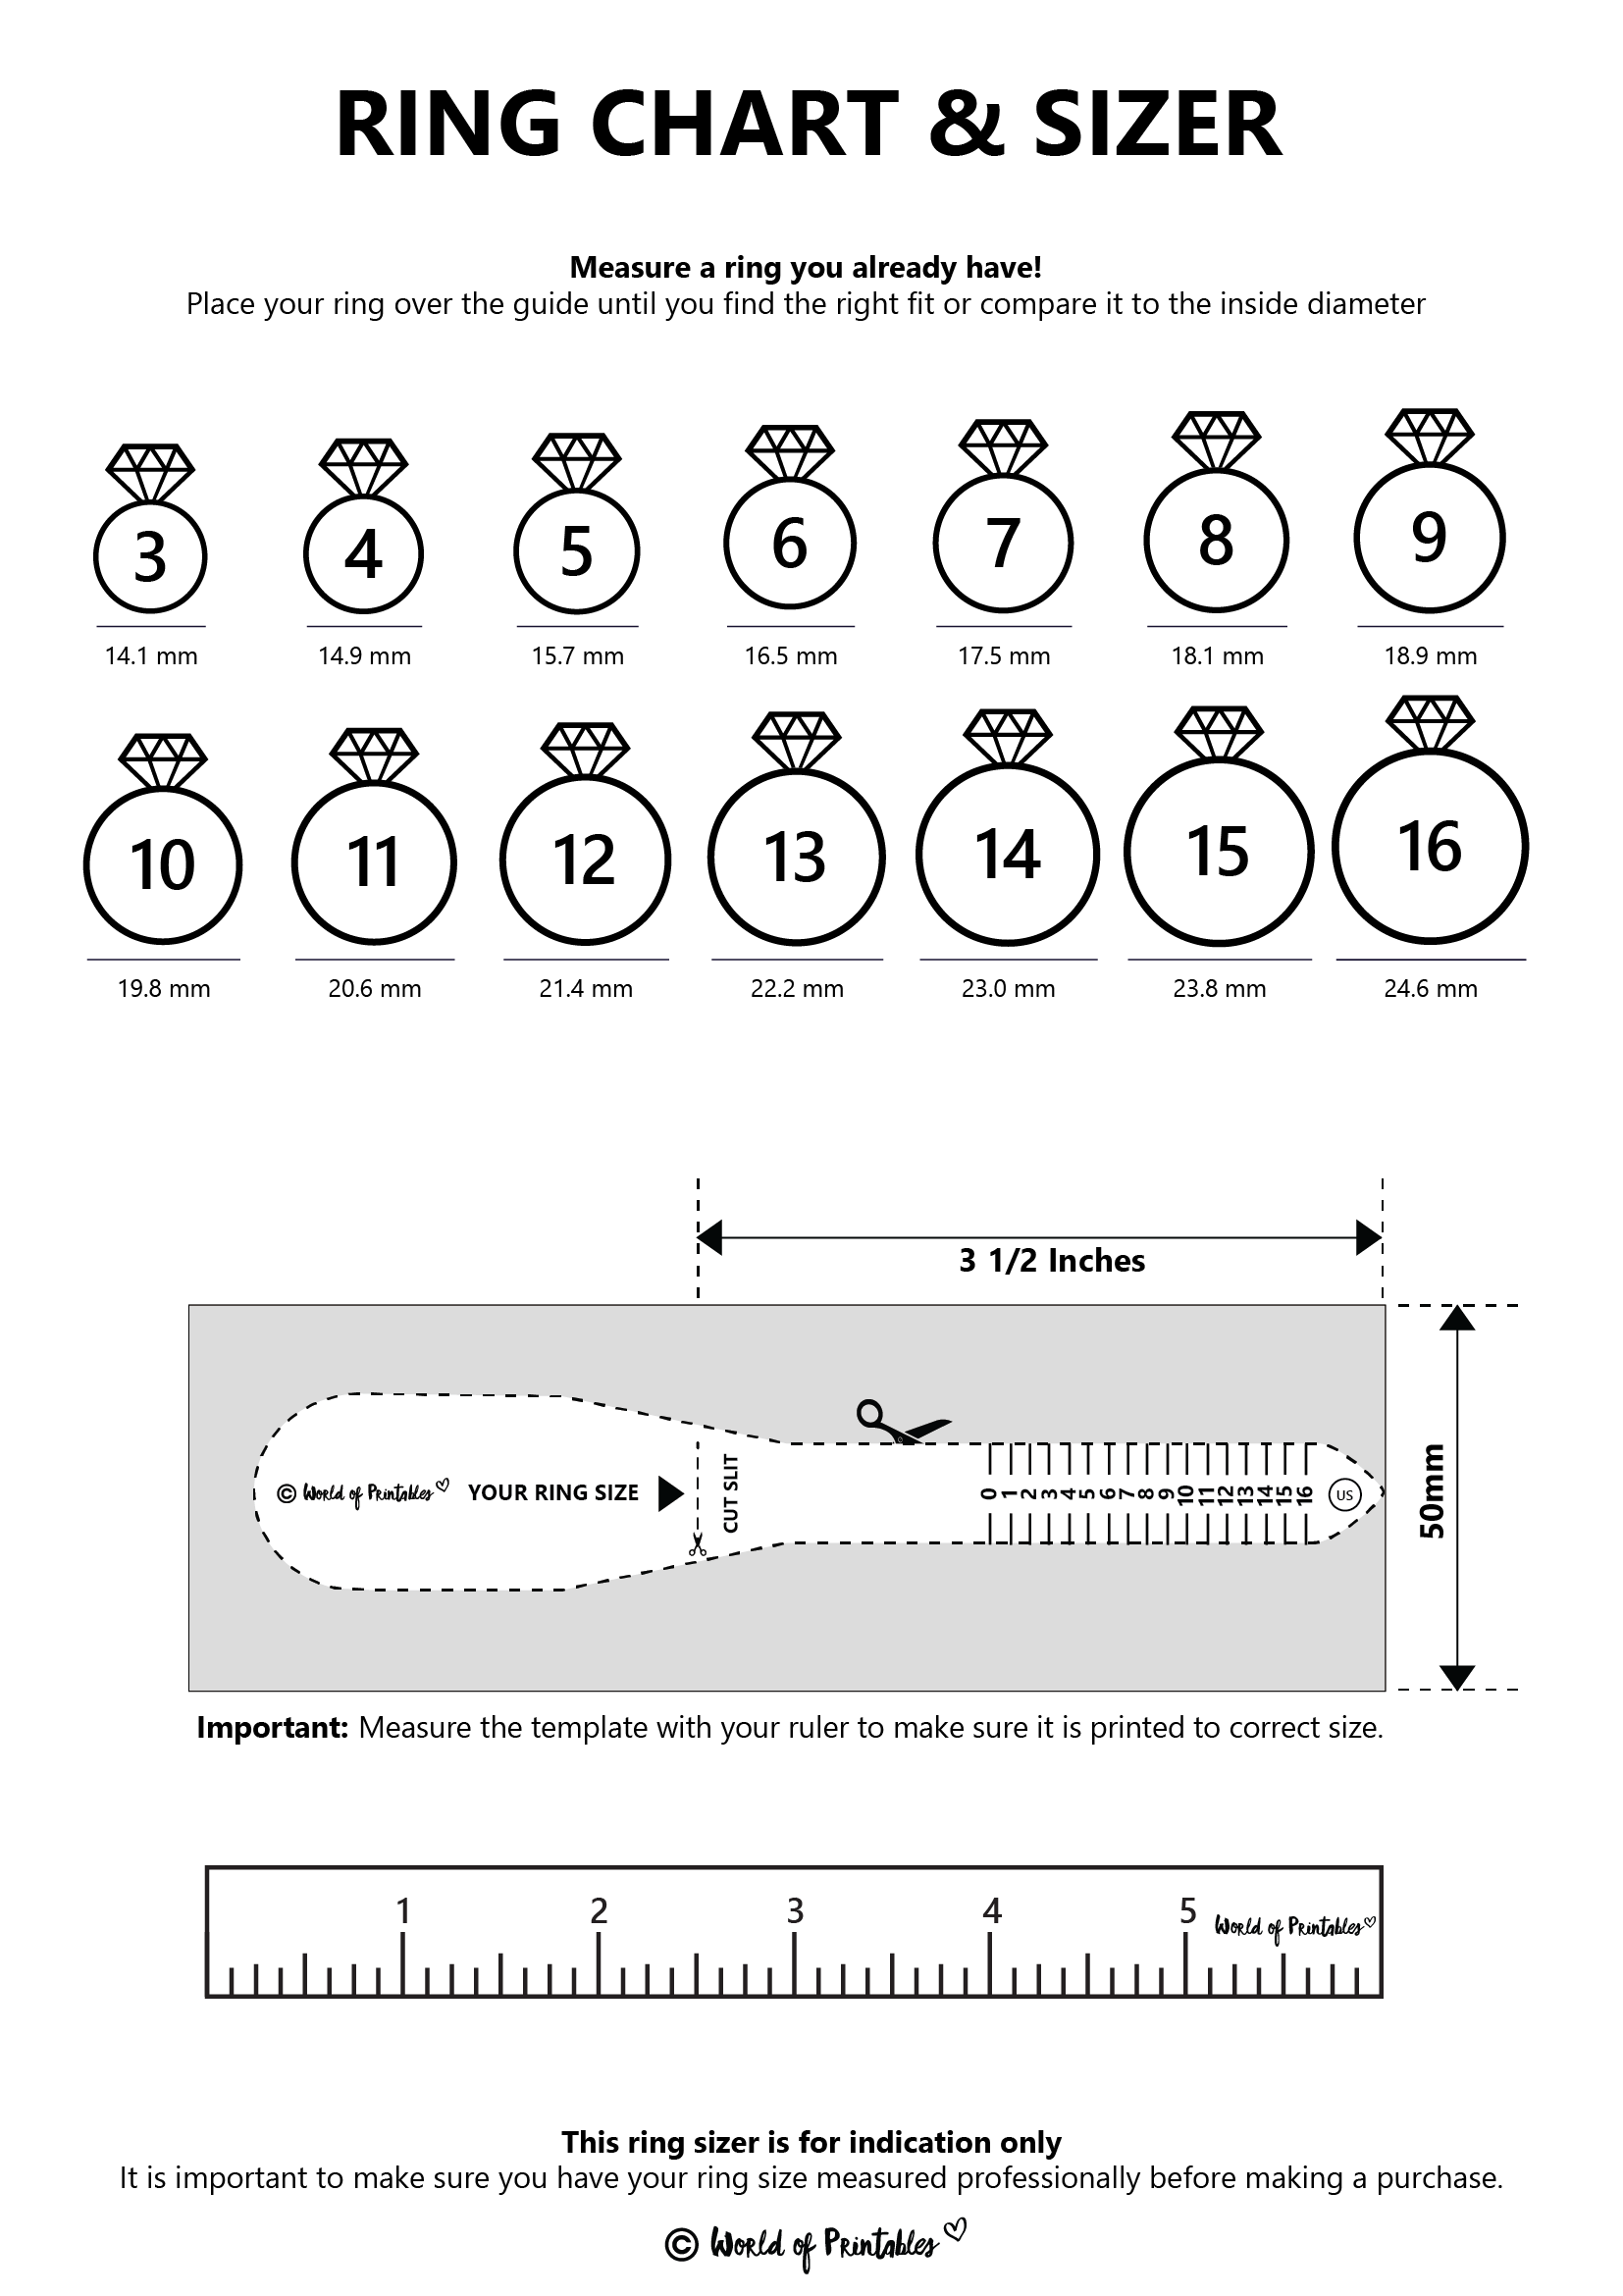 RING CHART & SIZER
Measure a ring you already have!
Place your ring over the guide until you find the right fit or compare it to the inside diameter
3 4 5 6 7 8 9
14.1 mm 14.9 mm 15.7 mm 16.5 mm 17.5 mm 18.1 mm 18.9 mm
10 11 12 13 14 15 16
19.8 mm 20.6 mm 21.4 mm 22.2 mm 23.0 mm 23.8 mm 24.6 mm
3 1/2 Inches
© World of Printables YOUR RING SIZE CUT SLIT 0 1 2 3 4 5 6 7 8 9 10 11 12 13 14 15 16 US
50mm
Important: Measure the template with your ruler to make sure it is printed to correct size.
1 2 3 4 5 World of Printables
This ring sizer is for indication only
It is important to make sure you have your ring size measured professionally before making a purchase.
© World of Printables